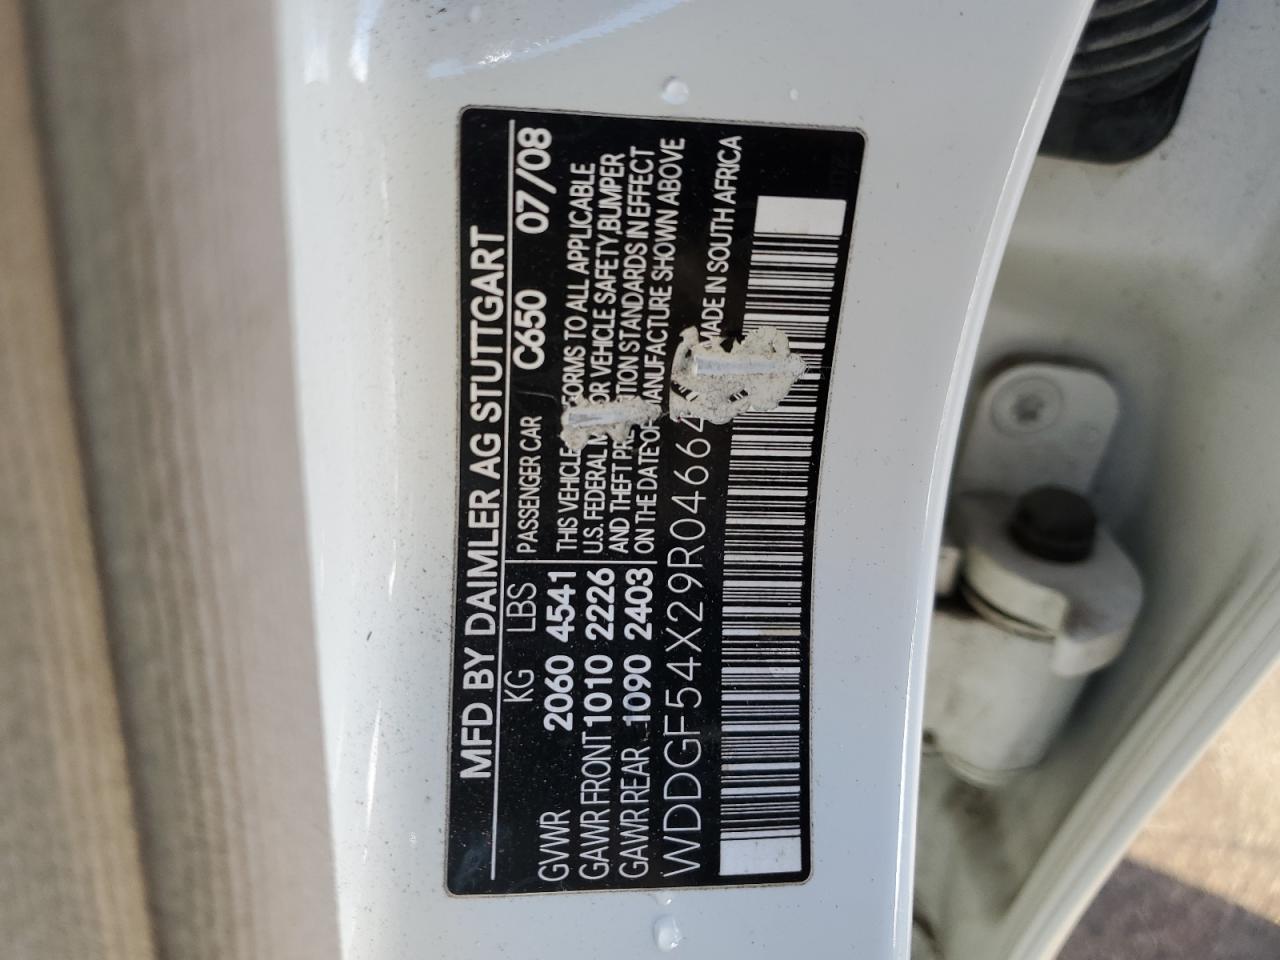 MFD. BY DAIMLER AG STUTTGART
KG LBS PASSENGER CAR C650 07/08
GVWR 2060 4541
GAWR FRONT 1010 2226
GAWR REAR 1090 2403
THIS VEHICLE FORMS TO ALL APPLICABLE
U.S. FEDERAL M OR VEHICLE SAFETY, BUMPER
AND THEFT PRE TION STANDARDS IN EFFECT
ON THE DATE OF MANUFACTURE SHOWN ABOVE
WDDGF54X29R04664 MADE IN SOUTH AFRICA